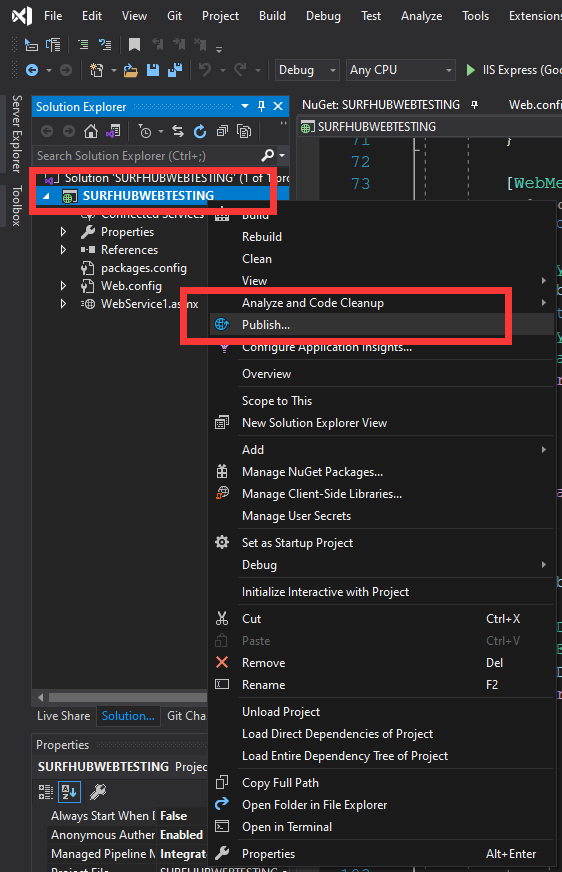 File Edit View Git Project Build Debug Test Analyze Tools Extensions
Debug Any CPU IIS Express (Goo
Server Explorer
Toolbox
Solution Explorer
NuGet: SURFHUBWEBTESTING Web.config
SURFHUBWEBTESTING
Search Solution Explorer (Ctrl+;)
Solution 'SURFHUBWEBTESTING' (1 of 1 proj
SURFHUBWEBTESTING
Connected Services
Properties
References
packages.config
Web.config
WebService1.asmx
71 }
72
73 [WebMe
Build
Rebuild
Clean
View
Analyze and Code Cleanup
Publish...
Configure Application Insights...
Overview
Scope to This
New Solution Explorer View
Add
Manage NuGet Packages...
Manage Client-Side Libraries...
Manage User Secrets
Set as Startup Project
Debug
Initialize Interactive with Project
Cut Ctrl+X
Paste Ctrl+V
Remove Del
Rename F2
Unload Project
Load Direct Dependencies of Project
Load Entire Dependency Tree of Project
Copy Full Path
Open Folder in File Explorer
Open in Terminal
Properties Alt+Enter
Live Share Solution... Git Cha
Properties
SURFHUBWEBTESTING Projec
Always Start When D False
Anonymous Authen Enabled
Managed Pipeline M Integrate
Project File SURFHUBWEBTESTING